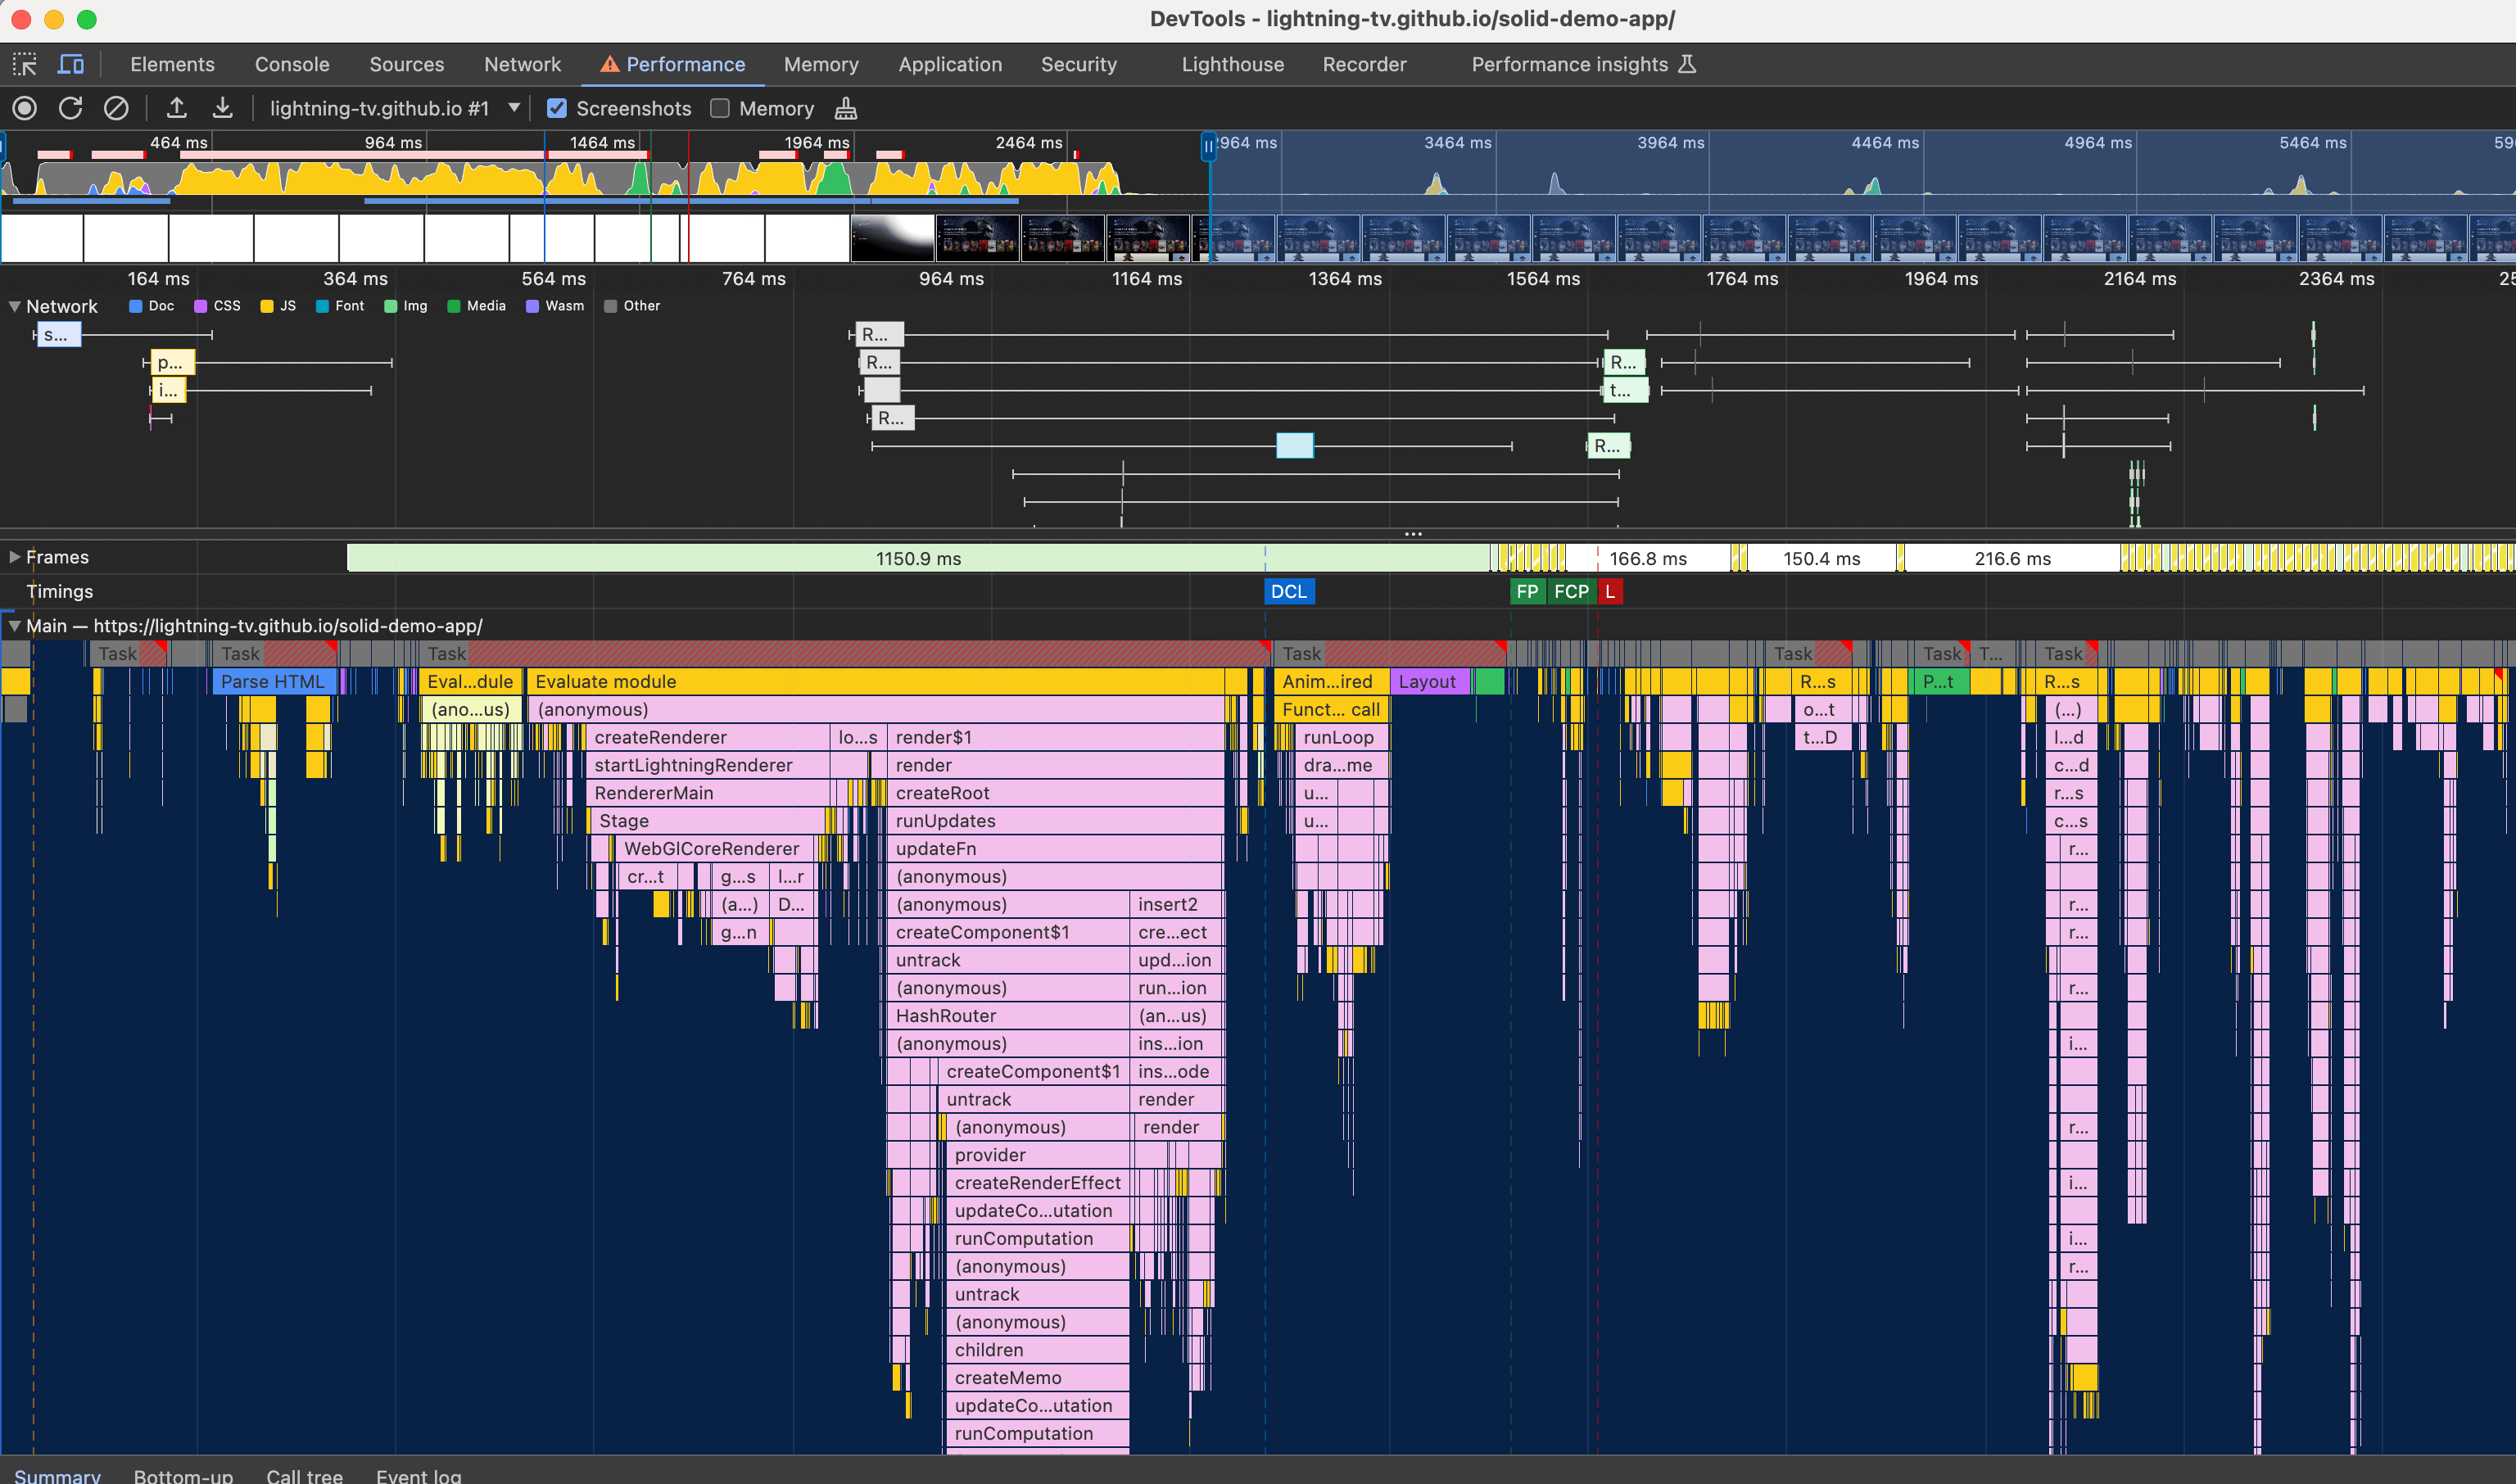 DevTools - lightning-tv.github.io/solid-demo-app/
Elements Console Sources Network Performance Memory Application Security Lighthouse Recorder Performance insights
lightning-tv.github.io #1 Screenshots Memory
464 ms 964 ms 1464 ms 1964 ms 2464 ms 2964 ms 3464 ms 3964 ms 4464 ms 4964 ms 5464 ms 59
164 ms 364 ms 564 ms 764 ms 964 ms 1164 ms 1364 ms 1564 ms 1764 ms 1964 ms 2164 ms 2364 ms 25
Network Doc CSS JS Font Img Media Wasm Other
s... R...
p... R... R...
i... t...
R...
R...
Frames 1150.9 ms 166.8 ms 150.4 ms 216.6 ms
Timings DCL FP FCP L
Main — https://lightning-tv.github.io/solid-demo-app/
Task Task Task Task Task Task T... Task
Parse HTML Eval...dule Evaluate module Anim...ired Layout R...s P...t R...s
(ano...us) (anonymous) Funct... call o...t (...)
createRenderer lo...s render$1 runLoop t...D l...d
startLightningRenderer render dra...me c...d
RendererMain createRoot u... r...s
Stage runUpdates u... c...s
WebGlCoreRenderer updateFn r...
cr...t g...s l...r (anonymous)
(a...) D... (anonymous) insert2 r...
g...n createComponent$1 cre...ect r...
untrack upd...ion
(anonymous) run...ion r...
HashRouter (an...us)
(anonymous) ins...ion i...
createComponent$1 ins...ode
untrack render
(anonymous) render r...
provider
createRenderEffect i...
updateCo...utation
runComputation i...
(anonymous) r...
untrack
(anonymous)
children
createMemo
updateCo...utation
runComputation
Summary Bottom-up Call tree Event log